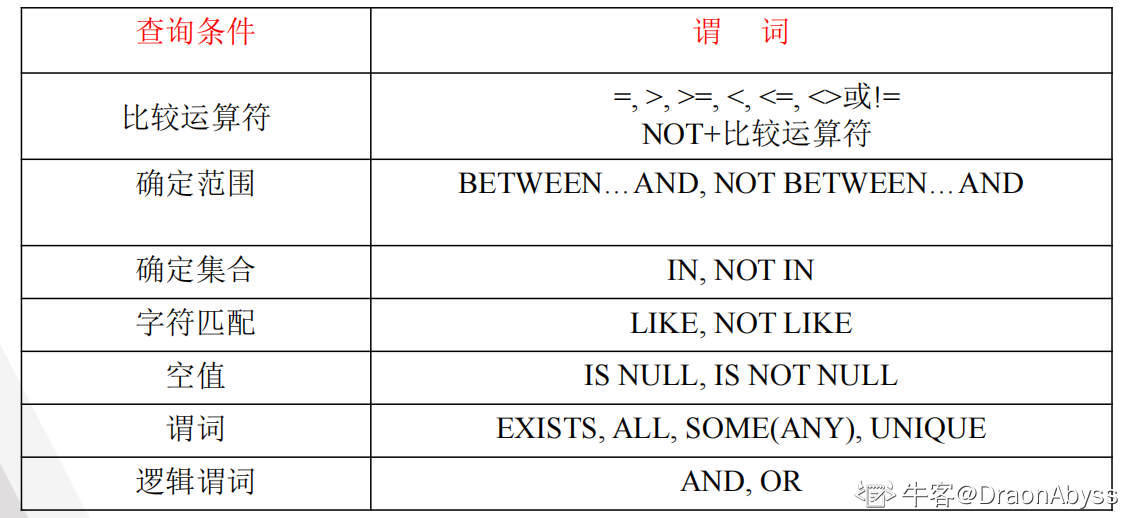 查询条件 谓 词
比较运算符
=, >, >=, <, <=, <>或!=
NOT+比较运算符
确定范围 BETWEEN…AND, NOT BETWEEN…AND
确定集合 IN, NOT IN
字符匹配 LIKE, NOT LIKE
空值 IS NULL, IS NOT NULL
谓词 EXISTS, ALL, SOME(ANY), UNIQUE
逻辑谓词 AND, OR
牛客@DraonAbyss